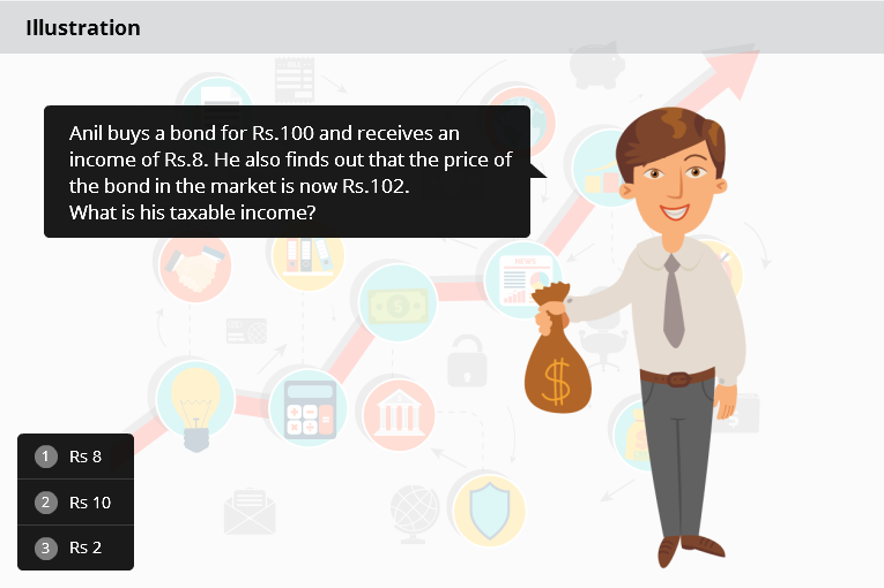 Illustration
Anil buys a bond for Rs.100 and receives an
income of Rs.8. He also finds out that the price of
the bond in the market is now Rs.102.
What is his taxable income?
NEWS
$
1 Rs 8
2 Rs 10
3 Rs 2